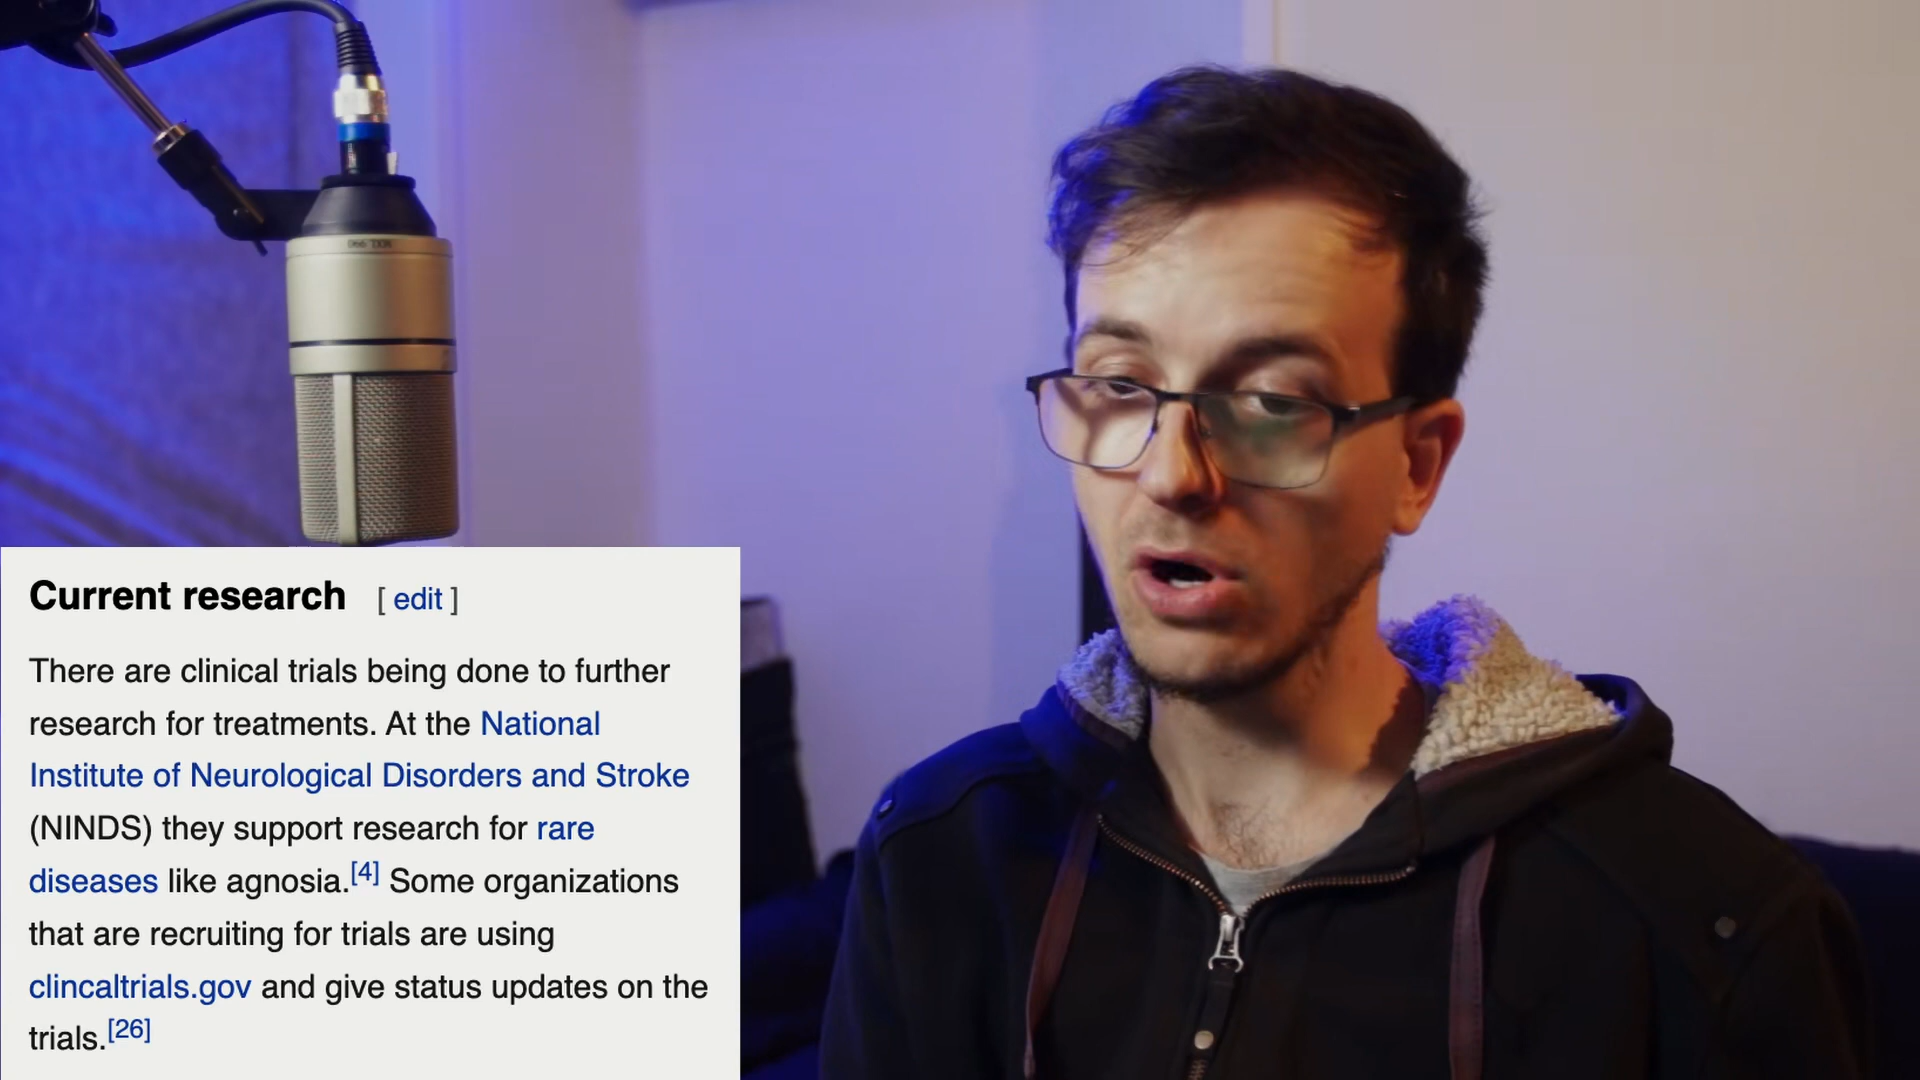 MXL 990
Current research [ edit ]
There are clinical trials being done to further
research for treatments. At the National
Institute of Neurological Disorders and Stroke
(NINDS) they support research for rare
diseases like agnosia.[4] Some organizations
that are recruiting for trials are using
clincaltrials.gov and give status updates on the
trials.[26]